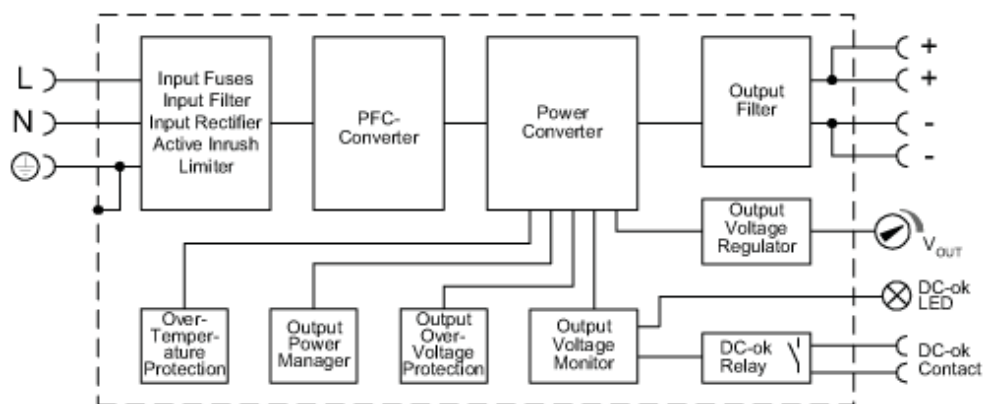 L
N
Input Fuses
Input Filter
Input Rectifier
Active Inrush
Limiter
PFC-
Converter
Power
Converter
Output
Filter
+
+
-
-
Output
Voltage
Regulator
VOUT
Over-
Temper-
ature
Protection
Output
Power
Manager
Output
Over-
Voltage
Protection
Output
Voltage
Monitor
DC-ok
Relay
DC-ok
LED
DC-ok
Contact